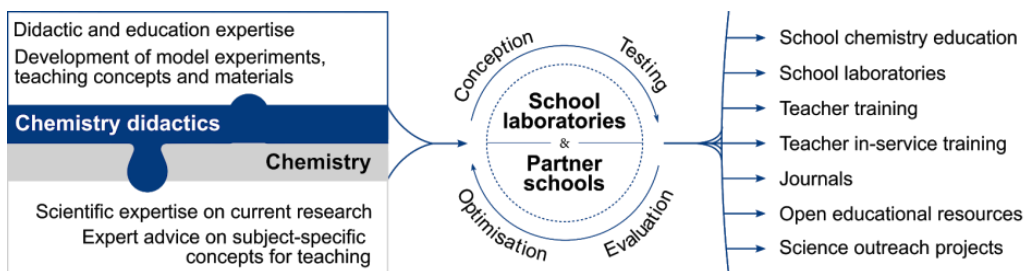 Didactic and education expertise
Development of model experiments,
teaching concepts and materials
Chemistry didactics
Chemistry
Scientific expertise on current research
Expert advice on subject-specific
concepts for teaching
Conception
Testing
School
laboratories
&
Partner
schools
Optimisation
Evaluation
School chemistry education
School laboratories
Teacher training
Teacher in-service training
Journals
Open educational resources
Science outreach projects